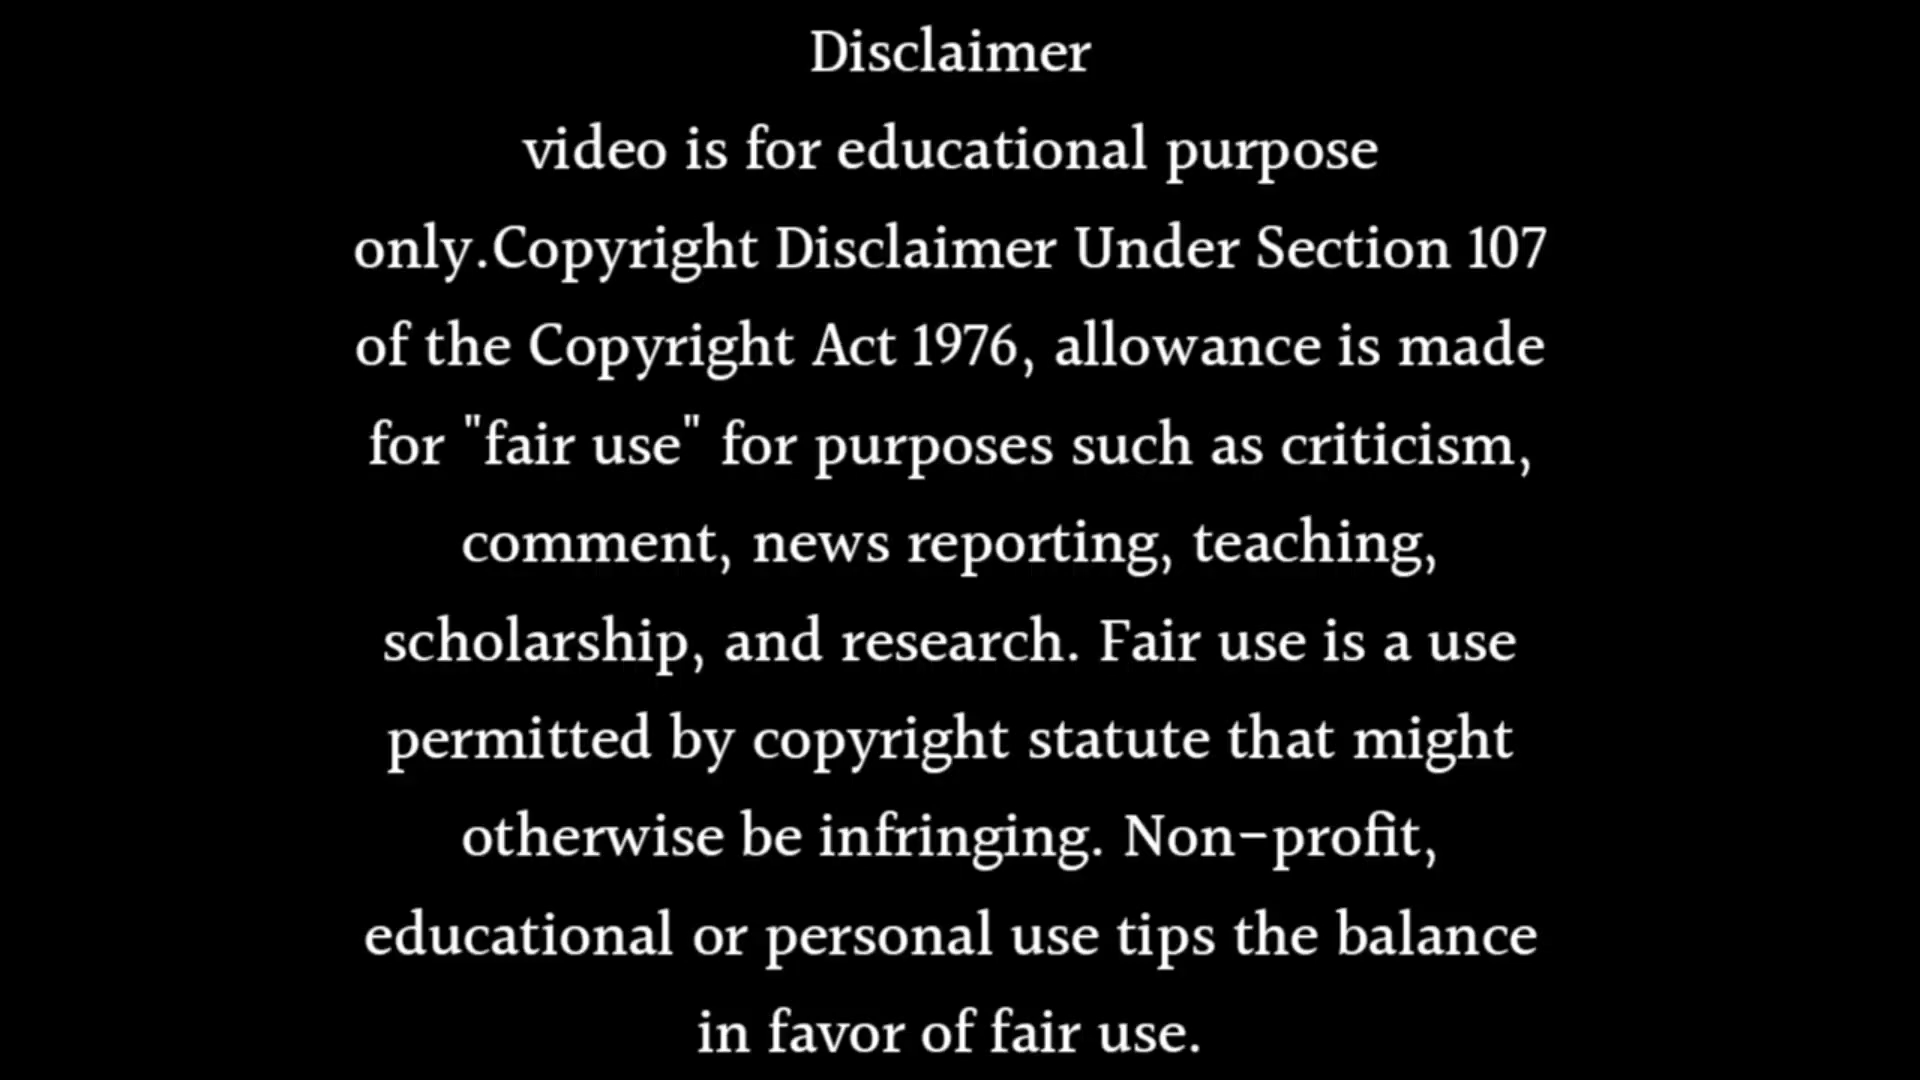 Disclaimer
video is for educational purpose
only.Copyright Disclaimer Under Section 107
of the Copyright Act 1976, allowance is made
for "fair use" for purposes such as criticism,
comment, news reporting, teaching,
scholarship, and research. Fair use is a use
permitted by copyright statute that might
otherwise be infringing. Non-profit,
educational or personal use tips the balance
in favor of fair use.